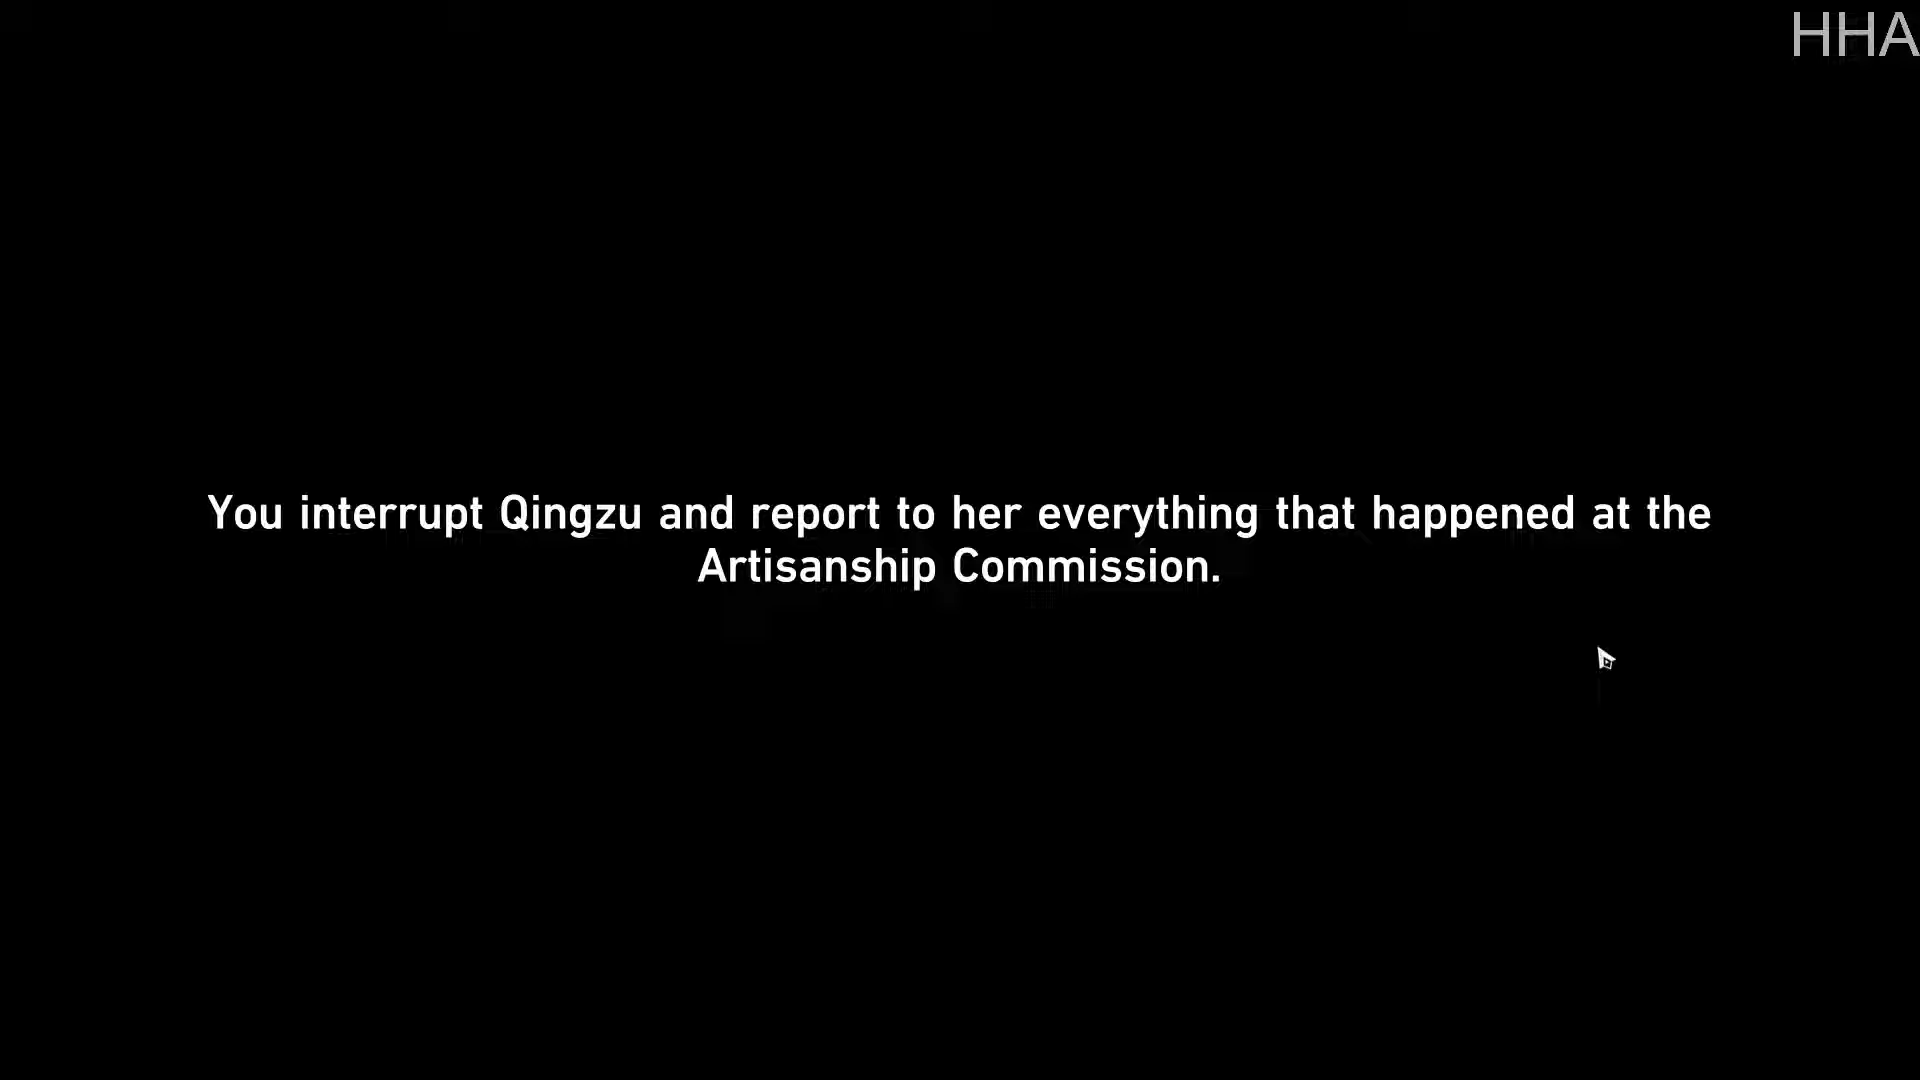 HHA
You interrupt Qingzu and report to her everything that happened at the
Artisanship Commission.